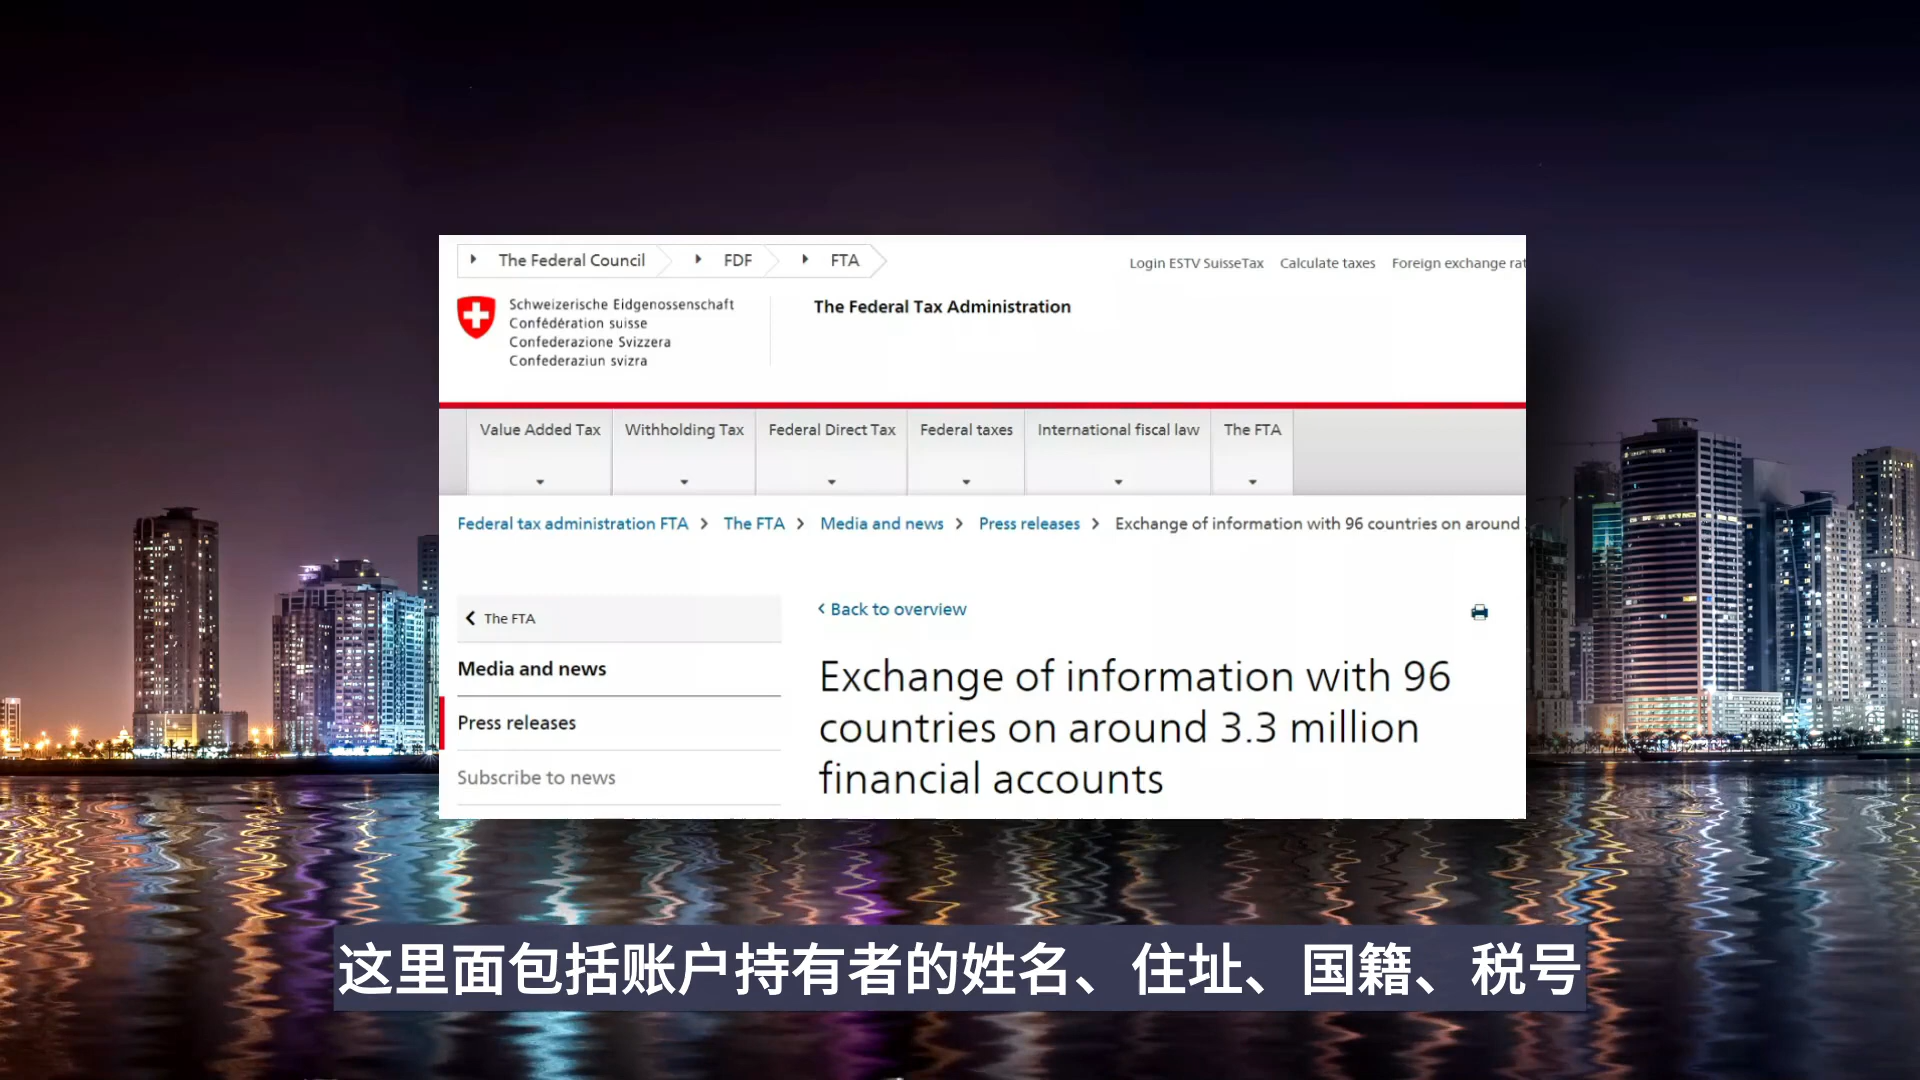 The Federal Council
FDF
FTA
Login ESTV SuisseTax
Calculate taxes
Foreign exchange rat
Schweizerische Eidgenossenschaft
Confédération suisse
Confederazione Svizzera
Confederaziun svizra
The Federal Tax Administration
Value Added Tax
Withholding Tax
Federal Direct Tax
Federal taxes
International fiscal law
The FTA
Federal tax administration FTA > The FTA > Media and news > Press releases > Exchange of information with 96 countries on around
The FTA
Media and news
Press releases
Subscribe to news
Back to overview
Exchange of information with 96
countries on around 3.3 million
financial accounts
这里面包括账户持有者的姓名、住址、国籍、税号